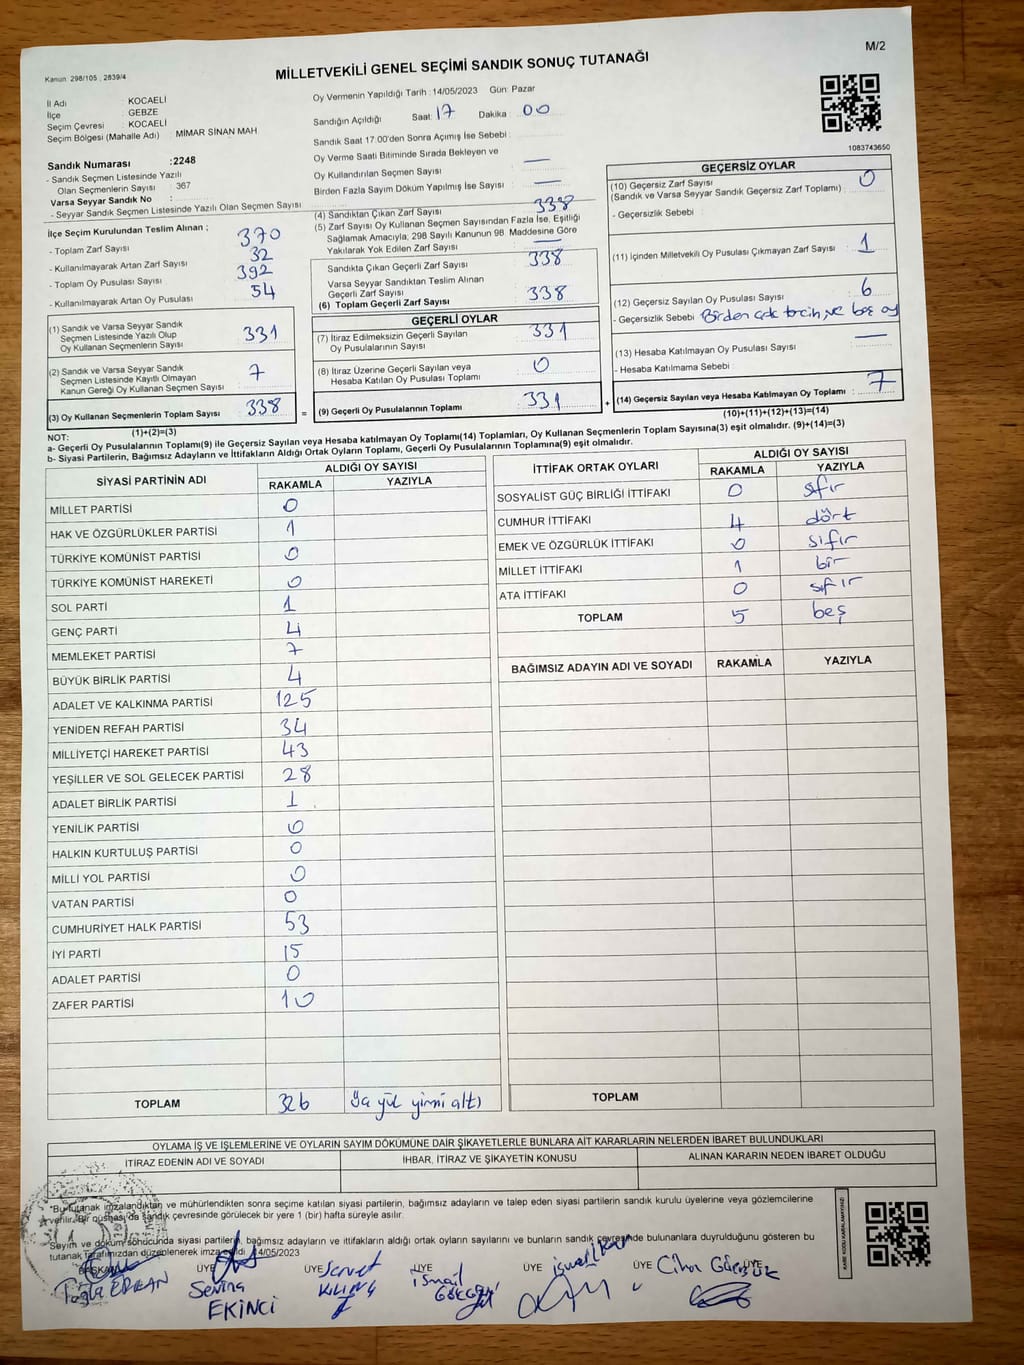 M/2
Kanun: 298/105 , 2839/4
MİLLETVEKİLİ GENEL SEÇİMİ SANDIK SONUÇ TUTANAĞI
İl Adı : KOCAELİ
İlçe : GEBZE
Seçim Çevresi : KOCAELİ
Seçim Bölgesi (Mahalle Adı) : MİMAR SİNAN MAH
Sandık Numarası :2248
- Sandık Seçmen Listesinde Yazılı
Olan Seçmenlerin Sayısı : 367
Varsa Seyyar Sandık No :
- Seyyar Sandık Seçmen Listesinde Yazılı Olan Seçmen Sayısı
Oy Vermenin Yapıldığı Tarih :14/05/2023 Gün: Pazar
Sandığın Açıldığı Saat: 17 Dakika : 00
Sandık Saat 17:00'den Sonra Açımış İse Sebebi :
Oy Verme Saati Bitiminde Sırada Bekleyen ve
Oy Kullandırılan Seçmen Sayısı : —
Birden Fazla Sayım Döküm Yapılmış İse Sayısı : —
1083743650
İlçe Seçim Kurulundan Teslim Alınan ;
- Toplam Zarf Sayısı 370
- Kullanılmayarak Artan Zarf Sayısı 32
- Toplam Oy Pusulası Sayısı 392
- Kullanılmayarak Artan Oy Pusulası 54
(1) Sandık ve Varsa Seyyar Sandık
Seçmen Listesinde Yazılı Olup
Oy Kullanan Seçmenlerin Sayısı 331
(2) Sandık ve Varsa Seyyar Sandık
Seçmen Listesinde Kayıtlı Olmayan
Kanun Gereği Oy Kullanan Seçmen Sayısı 7
(3) Oy Kullanan Seçmenlerin Toplam Sayısı : 338
(1)+(2)=(3)
(4) Sandıktan Çıkan Zarf Sayısı 338
(5) Zarf Sayısı Oy Kullanan Seçmen Sayısından Fazla İse, Eşitliği
Sağlamak Amacıyla, 298 Sayılı Kanunun 98. Maddesine Göre
Yakılarak Yok Edilen Zarf Sayısı —
Sandıkta Çıkan Geçerli Zarf Sayısı 338
Varsa Seyyar Sandıktan Teslim Alınan
Geçerli Zarf Sayısı
(6) Toplam Geçerli Zarf Sayısı 338
GEÇERLİ OYLAR
(7) İtiraz Edilmeksizin Geçerli Sayılan
Oy Pusulalarının Sayısı 331
(8) İtiraz Üzerine Geçerli Sayılan veya
Hesaba Katılan Oy Pusulası Toplamı 0
= (9) Geçerli Oy Pusulalarının Toplamı 331
GEÇERSİZ OYLAR
(10) Geçersiz Zarf Sayısı
(Sandık ve Varsa Seyyar Sandık Geçersiz Zarf Toplamı) : 0
- Geçersizlik Sebebi :
(11) İçinden Milletvekili Oy Pusulası Çıkmayan Zarf Sayısı : 1
(12) Geçersiz Sayılan Oy Pusulası Sayısı : 6
- Geçersizlik Sebebi : Birden çok tercih ve boş oy
(13) Hesaba Katılmayan Oy Pusulası Sayısı : —
- Hesaba Katılmama Sebebi :
+ (14) Geçersiz Sayılan veya Hesaba Katılmayan Oy Toplamı : 7
(10)+(11)+(12)+(13)=(14)
NOT:
a- Geçerli Oy Pusulalarının Toplamı(9) ile Geçersiz Sayılan veya Hesaba katılmayan Oy Toplamı(14) Toplamları, Oy Kullanan Seçmenlerin Toplam Sayısına(3) eşit olmalıdır. (9)+(14)=(3)
b- Siyasi Partilerin, Bağımsız Adayların ve İttifakların Aldığı Ortak Oyların Toplamı, Geçerli Oy Pusulalarının Toplamına(9) eşit olmalıdır.
SİYASİ PARTİNİN ADI ALDIĞI OY SAYISI
RAKAMLA YAZIYLA
MİLLET PARTİSİ 0
HAK VE ÖZGÜRLÜKLER PARTİSİ 1
TÜRKİYE KOMÜNİST PARTİSİ 0
TÜRKİYE KOMÜNİST HAREKETİ 0
SOL PARTİ 1
GENÇ PARTİ 4
MEMLEKET PARTİSİ 7
BÜYÜK BİRLİK PARTİSİ 4
ADALET VE KALKINMA PARTİSİ 125
YENİDEN REFAH PARTİSİ 34
MİLLİYETÇİ HAREKET PARTİSİ 43
YEŞİLLER VE SOL GELECEK PARTİSİ 28
ADALET BİRLİK PARTİSİ 1
YENİLİK PARTİSİ 0
HALKIN KURTULUŞ PARTİSİ 0
MİLLİ YOL PARTİSİ 0
VATAN PARTİSİ 0
CUMHURİYET HALK PARTİSİ 53
İYİ PARTİ 15
ADALET PARTİSİ 0
ZAFER PARTİSİ 10
TOPLAM 326 Üç yüz yirmi altı
İTTİFAK ORTAK OYLARI ALDIĞI OY SAYISI
RAKAMLA YAZIYLA
SOSYALİST GÜÇ BİRLİĞİ İTTİFAKI 0 sıfır
CUMHUR İTTİFAKI 4 dört
EMEK VE ÖZGÜRLÜK İTTİFAKI 0 sıfır
MİLLET İTTİFAKI 1 bir
ATA İTTİFAKI 0 sıfır
TOPLAM 5 beş
BAĞIMSIZ ADAYIN ADI VE SOYADI RAKAMLA YAZIYLA
TOPLAM
OYLAMA İŞ VE İŞLEMLERİNE VE OYLARIN SAYIM DÖKÜMÜNE DAİR ŞİKAYETLERLE BUNLARA AİT KARARLARIN NELERDEN İBARET BULUNDUKLARI
İTİRAZ EDENİN ADI VE SOYADI İHBAR, İTİRAZ VE ŞİKAYETİN KONUSU ALINAN KARARIN NEDEN İBARET OLDUĞU
"Bu tutanak imzalandıktan ve mühürlendikten sonra seçime katılan siyasi partilerin, bağımsız adayların ve talep eden siyasi partilerin sandık kurulu üyelerine veya gözlemcilerine
verilir. Bir nüshası da sandık çevresinde görülecek bir yere 1 (bir) hafta süreyle asılır.
Sayım ve döküm sonucunda siyasi partilerin, bağımsız adayların ve ittifakların aldığı ortak oyların sayılarını ve bunların sandık çevresinde bulunanlara duyrulduğunu gösteren bu
tutanak tarafımızdan düzenlenerek imzalandı. 14/05/2023
KARE KODU KARALAMAYINIZ!
BAŞKAN ÜYE ÜYE ÜYE ÜYE ÜYE ÜYE
Tuğla ERKAN
EKİNCİ
Servet KILINÇ
İsmail
Cihan